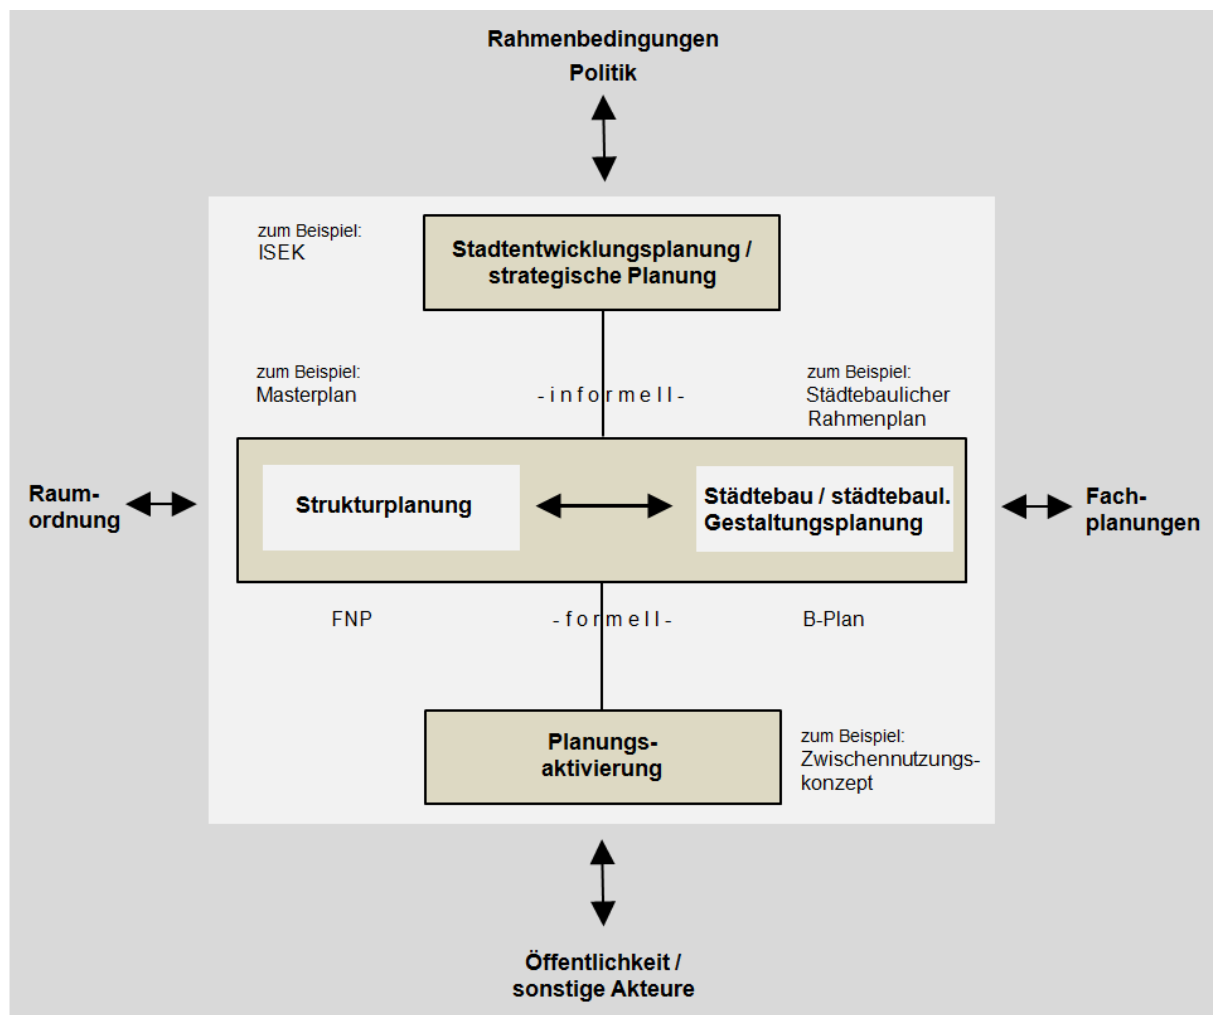 Rahmenbedingungen
Politik
zum Beispiel:
ISEK
Stadtentwicklungsplanung /
strategische Planung
zum Beispiel:
Masterplan
- i n f o r m e l l -
zum Beispiel:
Städtebaulicher
Rahmenplan
Raum-
ordnung
Strukturplanung
Städtebau / städtebaul.
Gestaltungsplanung
Fach-
planungen
FNP
- f o r m e l l -
B-Plan
Planungs-
aktivierung
zum Beispiel:
Zwischennutzungs-
konzept
Öffentlichkeit /
sonstige Akteure